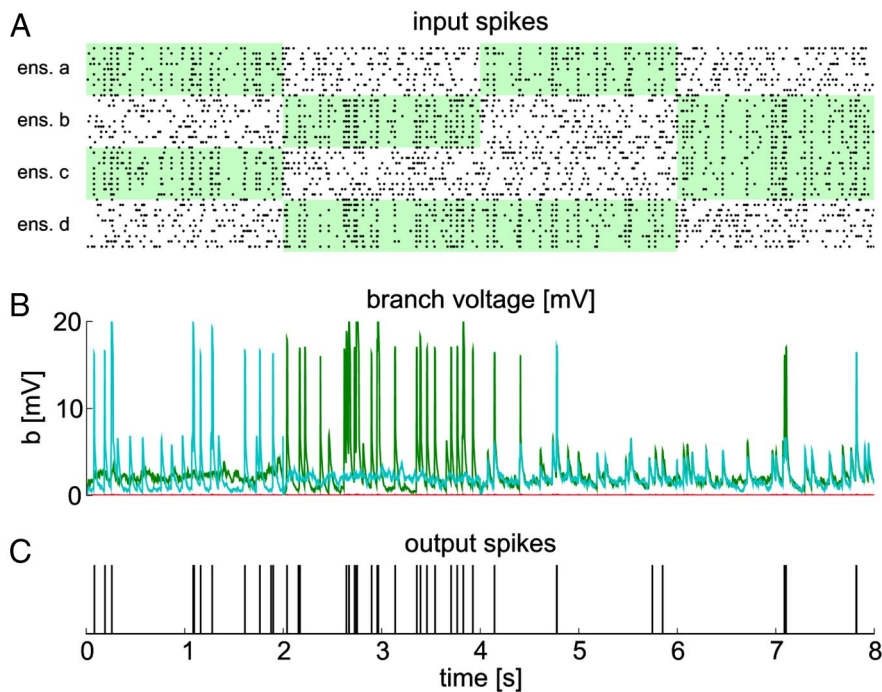 A
input spikes
ens. a
ens. b
ens. c
ens. d
B
branch voltage [mV]
b [mV]
20
10
0
C
output spikes
0 1 2 3 4 5 6 7 8
time [s]